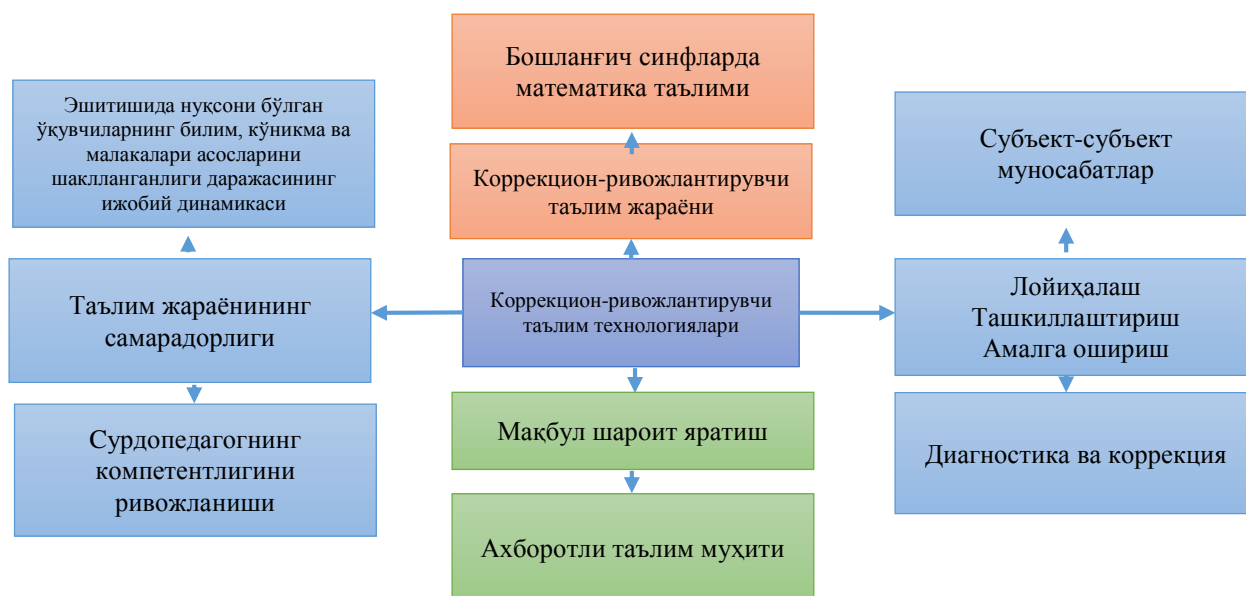 Бошланғич синфларда
математика таълими
Эшитишида нуқсони бўлган
ўқувчиларнинг билим, кўникма ва
малакалари асосларини
шаклланганлиги даражасининг
ижобий динамикаси
Субъект-субъект
муносабатлар
Коррекцион-ривожлантирувчи
таълим жараёни
Таълим жараёнининг
самарадорлиги
Коррекцион-ривожлантирувчи
таълим технологиялари
Лойиҳалаш
Ташкиллаштириш
Амалга ошириш
Сурдопедагогнинг
компетентлигини
ривожланиши
Мақбул шароит яратиш
Диагностика ва коррекция
Ахборотли таълим муҳити